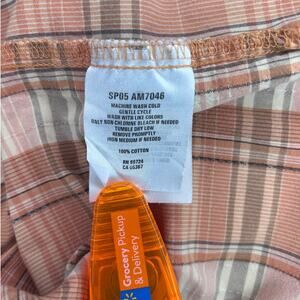 SP05 AM7046
MACHINE WASH COLD
GENTLE CYCLE
WASH WITH LIKE COLORS
ONLY NON-CHLORINE BLEACH IF NEEDED
TUMBLE DRY LOW
REMOVE PROMPTLY
IRON MEDIUM IF NEEDED
100% COTTON
RN 65724
CA 05367
Grocery Pickup
& Delivery